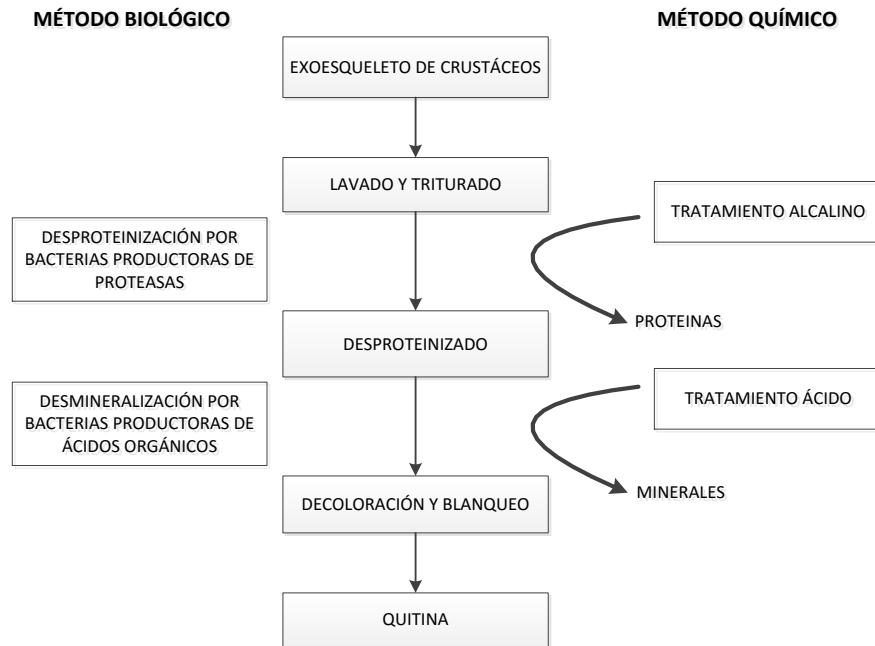 MÉTODO BIOLÓGICO
MÉTODO QUÍMICO
EXOESQUELETO DE CRUSTÁCEOS
LAVADO Y TRITURADO
TRATAMIENTO ALCALINO
DESPROTEINIZACIÓN POR
BACTERIAS PRODUCTORAS DE
PROTEASAS
PROTEINAS
DESPROTEINIZADO
TRATAMIENTO ÁCIDO
DESMINERALIZACIÓN POR
BACTERIAS PRODUCTORAS DE
ÁCIDOS ORGÁNICOS
MINERALES
DECOLORACIÓN Y BLANQUEO
QUITINA